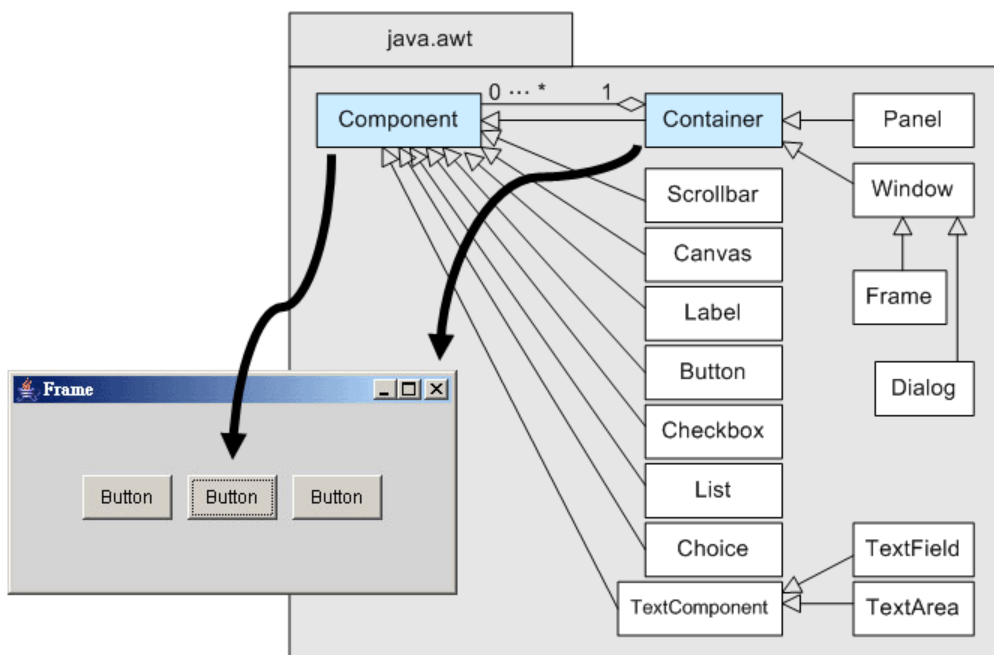 java.awt
0 ... * 1
Component
Container
Panel
Scrollbar
Window
Canvas
Label
Frame
Button
Dialog
Checkbox
List
Choice
TextField
TextComponent
TextArea
Frame
Button Button Button